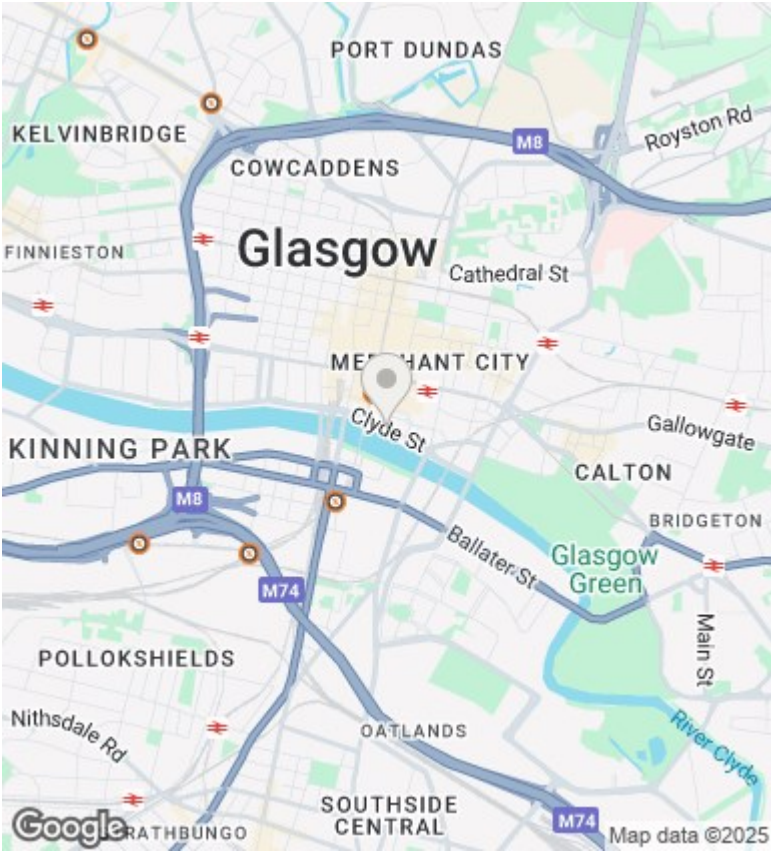 PORT DUNDAS
Royston Rd
KELVINBRIDGE
M8
COWCADDENS
Glasgow
FINNIESTON
Cathedral St
CHANT CITY
Clyde St
Gallowgate
KINNING PARK
CALTON
M8
BRIDGETON
Ballater St
Glasgow
Green
M74
Main St
POLLOKSHIELDS
Nithsdale Rd
OATLANDS
River Clyde
SOUTHSIDE
CENTRAL
M74
Google
RATHBUNGO
Map data ©2025